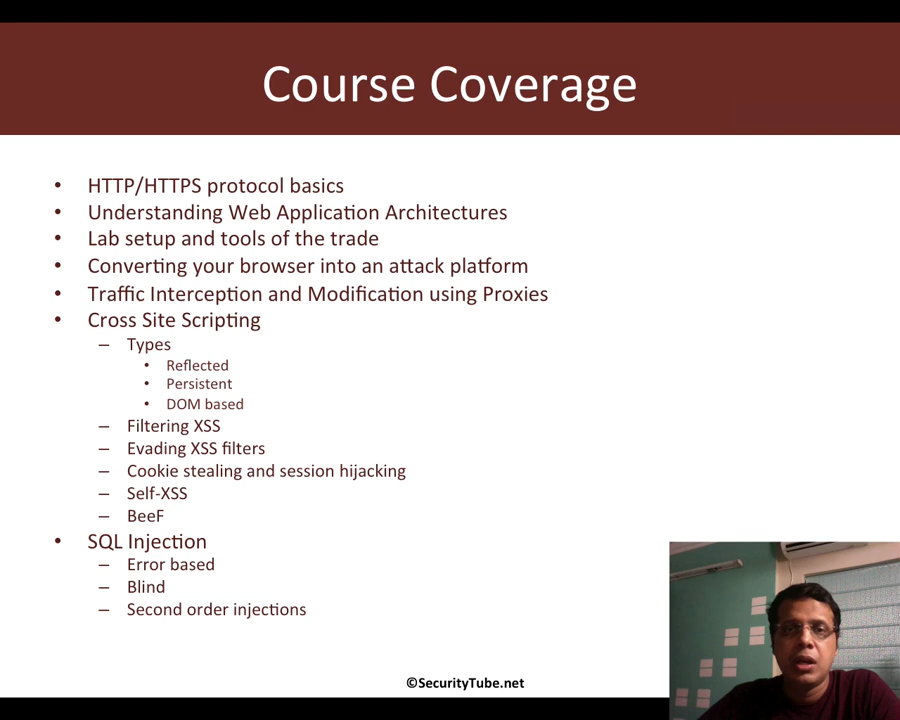 Course Coverage
• HTTP/HTTPS protocol basics
• Understanding Web Application Architectures
• Lab setup and tools of the trade
• Converting your browser into an attack platform
• Traffic Interception and Modification using Proxies
• Cross Site Scripting
– Types
• Reflected
• Persistent
• DOM based
– Filtering XSS
– Evading XSS filters
– Cookie stealing and session hijacking
– Self-XSS
– BeeF
• SQL Injection
– Error based
– Blind
– Second order injections
©SecurityTube.net